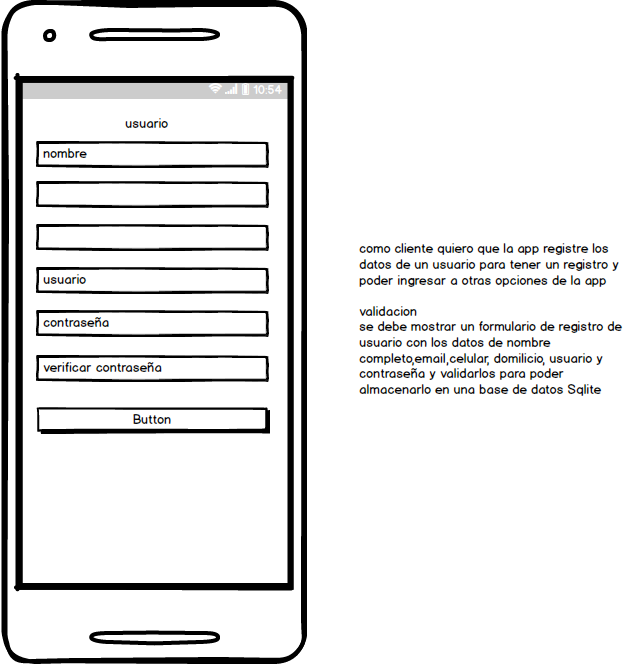 10:54
usuario
nombre
usuario
contraseña
verificar contraseña
Button
como cliente quiero que la app registre los
datos de un usuario para tener un registro y
poder ingresar a otras opciones de la app
validacion
se debe mostrar un formulario de registro de
usuario con los datos de nombre
completo,email,celular, domilicio, usuario y
contraseña y validarlos para poder
almacenarlo en una base de datos Sqlite